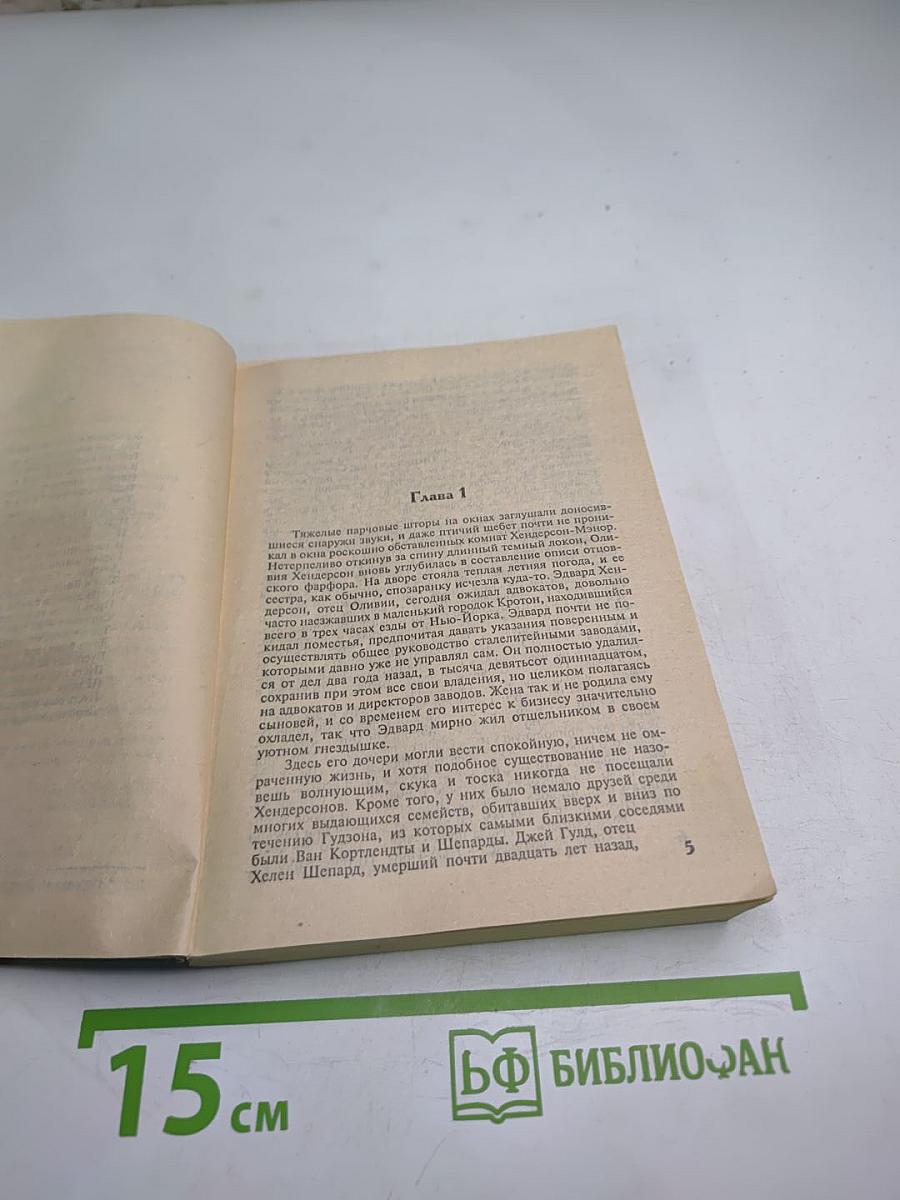 Глава 1
Тяжелые парчовые шторы на окнах заглушали доносив-
шиеся снаружи звуки, и даже птичий щебет почти не прони-
кал в окна роскошно обставленных комнат Хендерсон-Мэнор.
Нетерпеливо откинув за спину длинный темный локон, Оли-
вия Хендерсон вновь углубилась в составление описи отцов-
ского фарфора. На дворе стояла теплая летняя погода, и ее
сестра, как обычно, спозаранку исчезла куда-то. Эдвард Хен-
дерсон, отец Оливии, сегодня ожидал адвокатов, довольно
часто наезжавших в маленький городок Кротон, находившийся
всего в трех часах езды от Нью-Йорка. Эдвард почти не по-
кидал поместья, предпочитая давать указания поверенным и
осуществлять общее руководство сталелитейными заводами,
которыми давно уже не управлял сам. Он полностью удалил-
ся от дел два года назад, в тысяча девятьсот одиннадцатом,
сохранив при этом все свои владения, но целиком полагаясь
на адвокатов и директоров заводов. Жена так и не родила ему
сыновей, и со временем его интерес к бизнесу значительно
охладел, так что Эдвард мирно жил отшельником в своем
уютном гнездышке.
Здесь его дочери могли вести спокойную, ничем не ом-
раченную жизнь, и хотя подобное существование не назо-
вешь волнующим, скука и тоска никогда не посещали
Хендерсонов. Кроме того, у них было немало друзей среди
многих выдающихся семейств, обитавших вверх и вниз по
течению Гудзона, из которых самыми близкими соседями
были Ван Кортлендты и Шепарды. Джей Гулд, отец
Хелен Шепард, умерший почти двадцать лет назад,
5
15 см
БФ БИБЛИОФАН